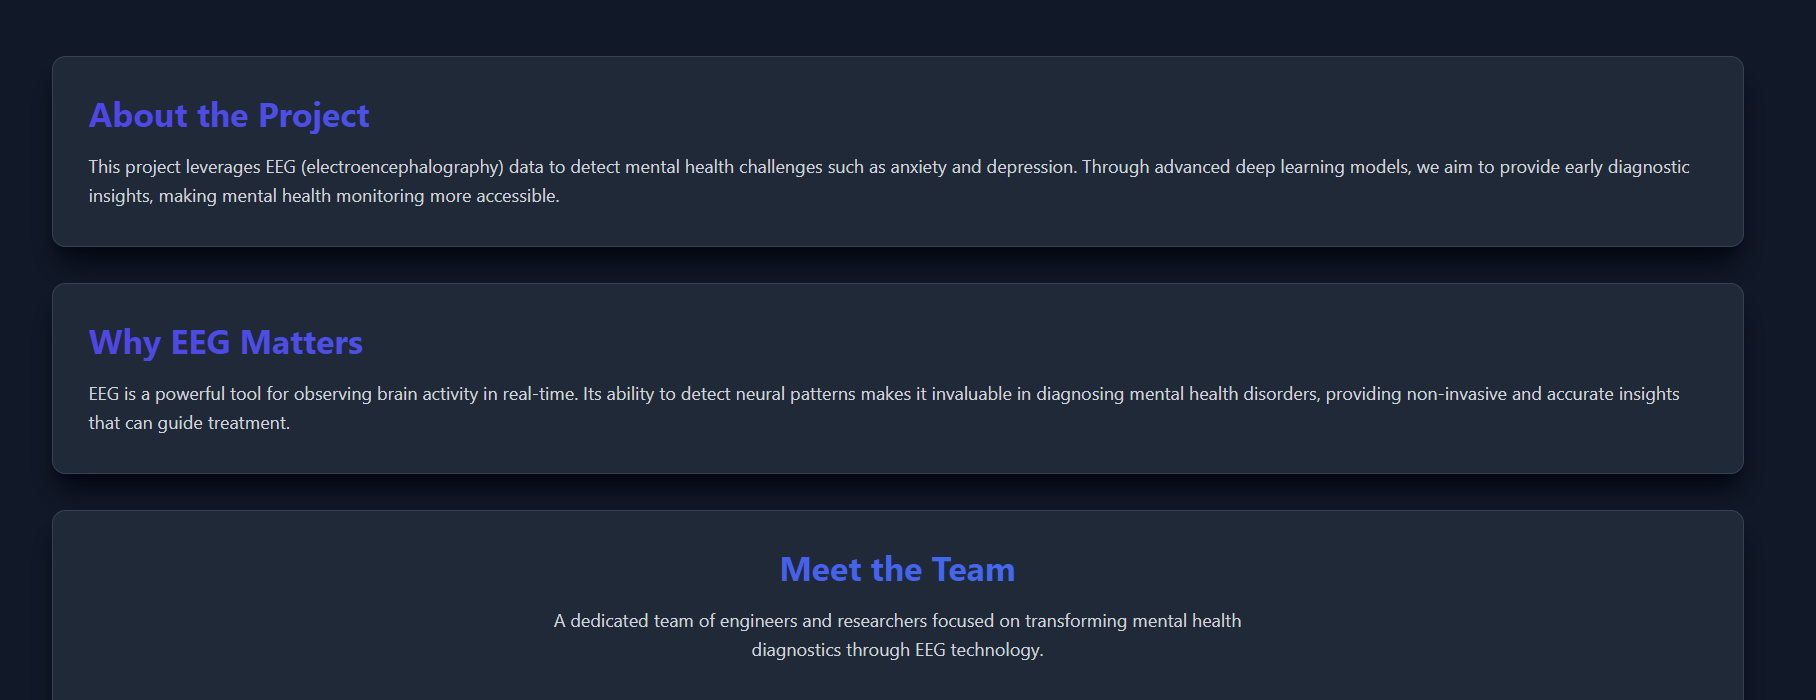 About the Project
This project leverages EEG (electroencephalography) data to detect mental health challenges such as anxiety and depression. Through advanced deep learning models, we aim to provide early diagnostic
insights, making mental health monitoring more accessible.
Why EEG Matters
EEG is a powerful tool for observing brain activity in real-time. Its ability to detect neural patterns makes it invaluable in diagnosing mental health disorders, providing non-invasive and accurate insights
that can guide treatment.
Meet the Team
A dedicated team of engineers and researchers focused on transforming mental health
diagnostics through EEG technology.